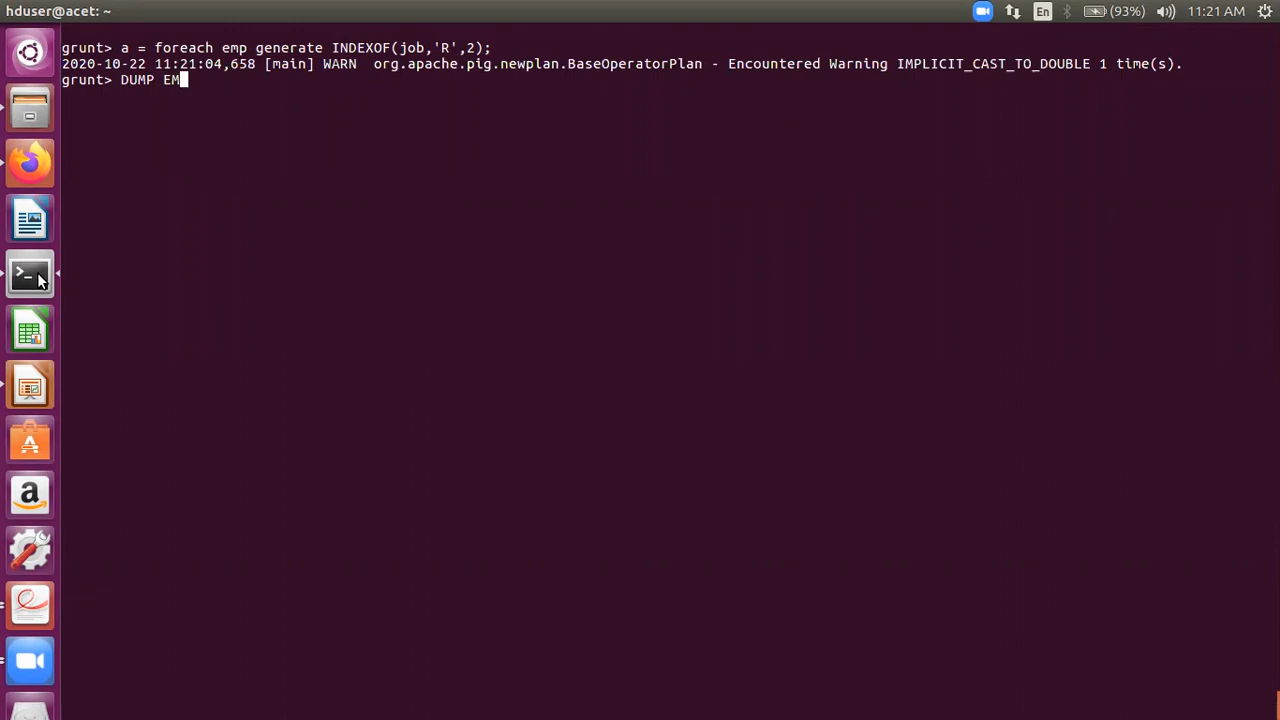 hduser@acet: ~
En
(93%)
11:21 AM
grunt> a = foreach emp generate INDEXOF(job,'R',2);
2020-10-22 11:21:04,658 [main] WARN  org.apache.pig.newplan.BaseOperatorPlan - Encountered Warning IMPLICIT_CAST_TO_DOUBLE 1 time(s).
grunt> DUMP EM